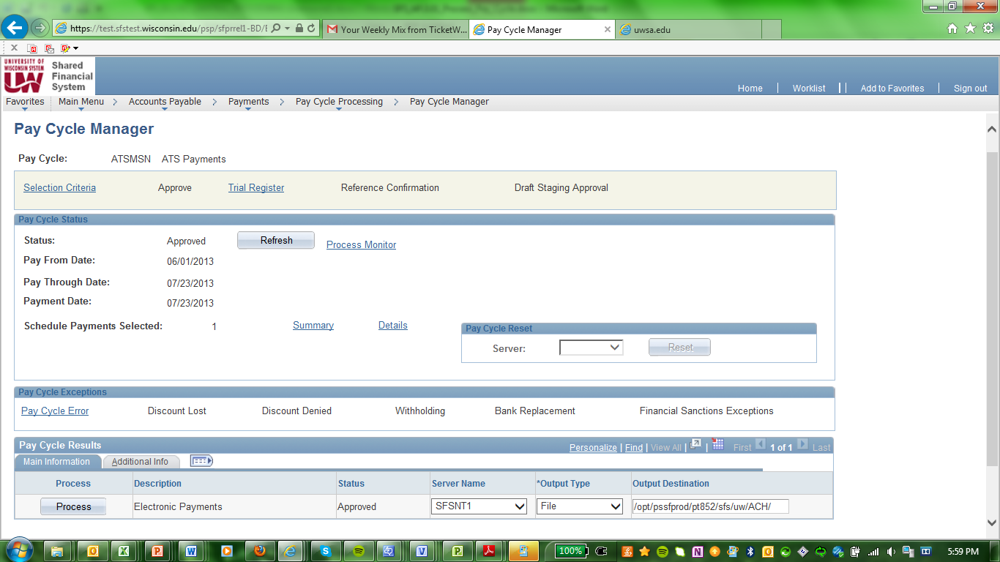 https://test.sfstest.wisconsin.edu/psp/sfprrel1-BD/
Your Weekly Mix from TicketW...
Pay Cycle Manager
uwsa.edu
UNIVERSITY OF WISCONSIN SYSTEM
UW
Shared
Financial
System
Home Worklist Add to Favorites Sign out
Favorites Main Menu Accounts Payable Payments Pay Cycle Processing Pay Cycle Manager
Pay Cycle Manager
Pay Cycle: ATSMSN ATS Payments
Selection Criteria Approve Trial Register Reference Confirmation Draft Staging Approval
Pay Cycle Status
Status: Approved Refresh Process Monitor
Pay From Date: 06/01/2013
Pay Through Date: 07/23/2013
Payment Date: 07/23/2013
Schedule Payments Selected: 1 Summary Details
Pay Cycle Reset
Server: Reset
Pay Cycle Exceptions
Pay Cycle Error Discount Lost Discount Denied Withholding Bank Replacement Financial Sanctions Exceptions
Pay Cycle Results Personalize | Find | View All | | First 1 of 1 Last
Main Information Additional Info
Process Description Status Server Name *Output Type Output Destination
Process Electronic Payments Approved SFSNT1 File /opt/pssfprod/pt852/sfs/uw/ACH/
100% 5:59 PM